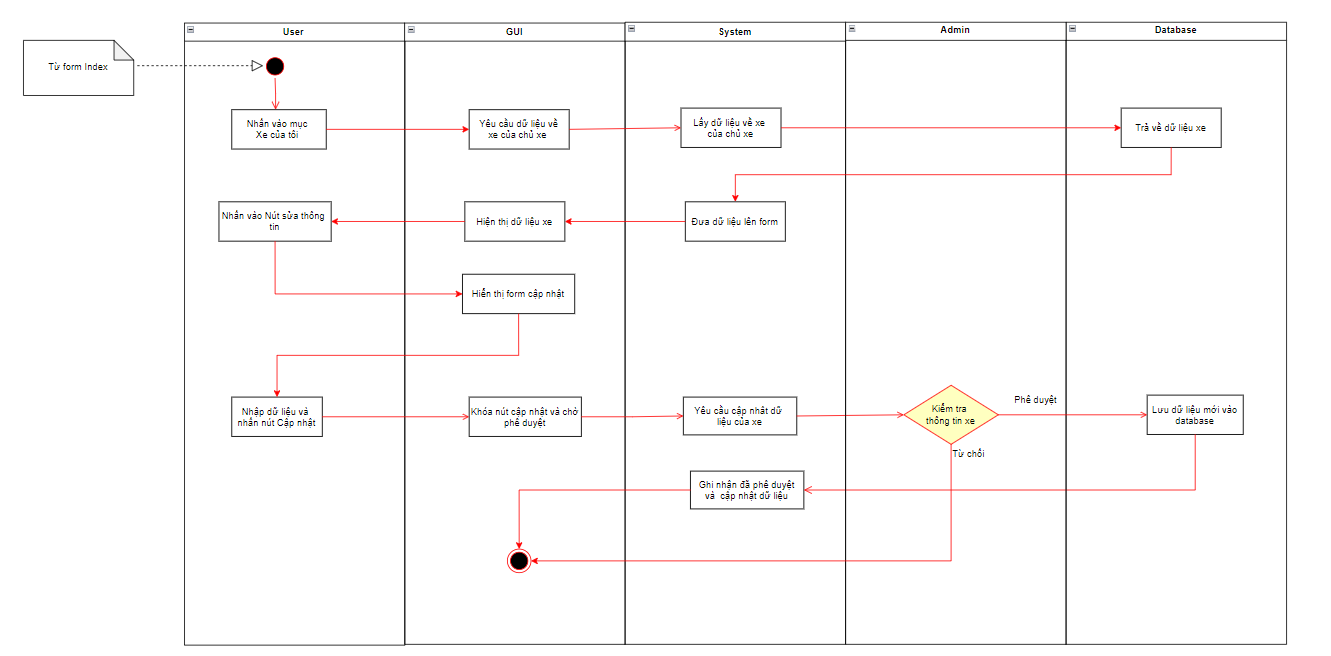 User
GUI
System
Admin
Database
Từ form Index
Nhấn vào mục
Xe của tôi
Yêu cầu dữ liệu về
xe của chủ xe
Lấy dữ liệu về xe
của chủ xe
Trả về dữ liệu xe
Nhấn vào Nút sửa thông
tin
Hiện thị dữ liệu xe
Đưa dữ liệu lên form
Hiển thị form cập nhật
Nhập dữ liệu và
nhấn nút Cập nhật
Khóa nút cập nhật và chờ
phê duyệt
Yêu cầu cập nhật dữ
liệu của xe
Kiểm tra
thông tin xe
Phê duyệt
Lưu dữ liệu mới vào
database
Từ chối
Ghi nhận đã phê duyệt
và cập nhật dữ liệu